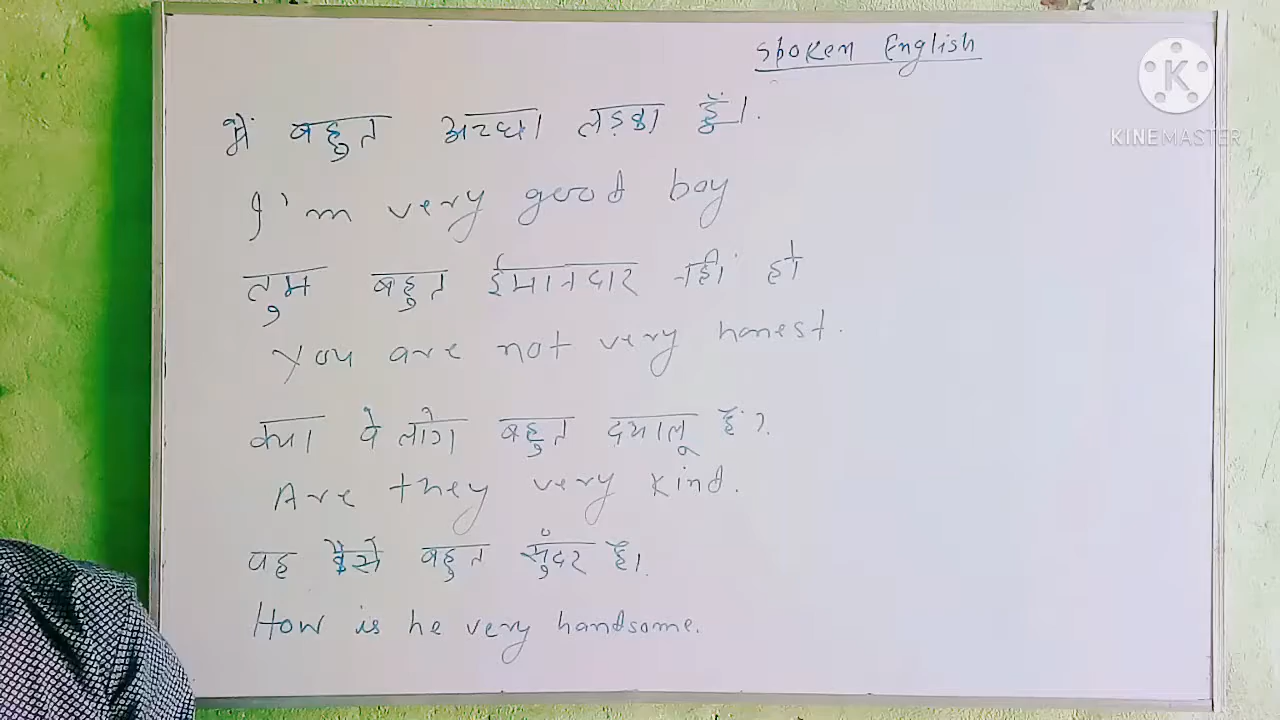 Spoken English
KINEMASTER
मैं बहुत अच्छा लड़का हूँ।
I'm very good boy
तुम बहुत ईमानदार नहीं हो
You are not very honest.
क्या वे लोग बहुत दयालू हैं?
Are they very kind.
वह कैसे बहुत सुंदर है।
How is he very handsome.